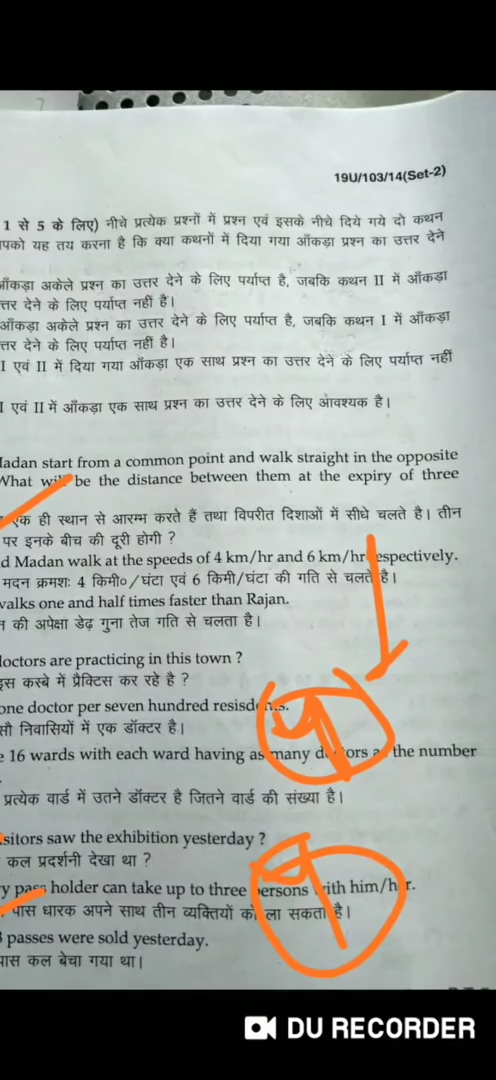 19U/103/14(Set-2)
1 से 5 के लिए) नीचे प्रत्येक प्रश्नों में प्रश्न एवं इसके नीचे दिये गये दो कथन
पको यह तय करना है कि क्या कथनों में दिया गया आँकड़ा प्रश्न का उत्तर देने
आँकड़ा अकेले प्रश्न का उत्तर देने के लिए पर्याप्त है, जबकि कथन II में आँकड़ा
त्तर देने के लिए पर्याप्त नहीं है।
आँकड़ा अकेले प्रश्न का उत्तर देने के लिए पर्याप्त है, जबकि कथन I में आँकड़ा
त्तर देने के लिए पर्याप्त नहीं है।
I एवं II में दिया गया आँकड़ा एक साथ प्रश्न का उत्तर देने के लिए पर्याप्त नहीं
I एवं II में आँकड़ा एक साथ प्रश्न का उत्तर देने के लिए आवश्यक है।
adan start from a common point and walk straight in the opposite
What will be the distance between them at the expiry of three
एक ही स्थान से आरम्भ करते हैं तथा विपरीत दिशाओं में सीधे चलते है। तीन
पर इनके बीच की दूरी होगी ?
d Madan walk at the speeds of 4 km/hr and 6 km/hr respectively.
मदन क्रमशः 4 किमी०/घंटा एवं 6 किमी/घंटा की गति से चलते है।
walks one and half times faster than Rajan.
न की अपेक्षा डेढ़ गुना तेज गति से चलता है।
doctors are practicing in this town ?
इस कस्बे में प्रैक्टिस कर रहे है ?
one doctor per seven hundred resisdents.
सौ निवासियों में एक डॉक्टर है।
e 16 wards with each ward having as many doctors as the number
प्रत्येक वार्ड में उतने डॉक्टर है जितने वार्ड की संख्या है।
sitors saw the exhibition yesterday ?
कल प्रदर्शनी देखा था ?
y pass holder can take up to three persons with him/her.
पास धारक अपने साथ तीन व्यक्तियों को ला सकता है।
passes were sold yesterday.
पास कल बेचा गया था।
DU RECORDER